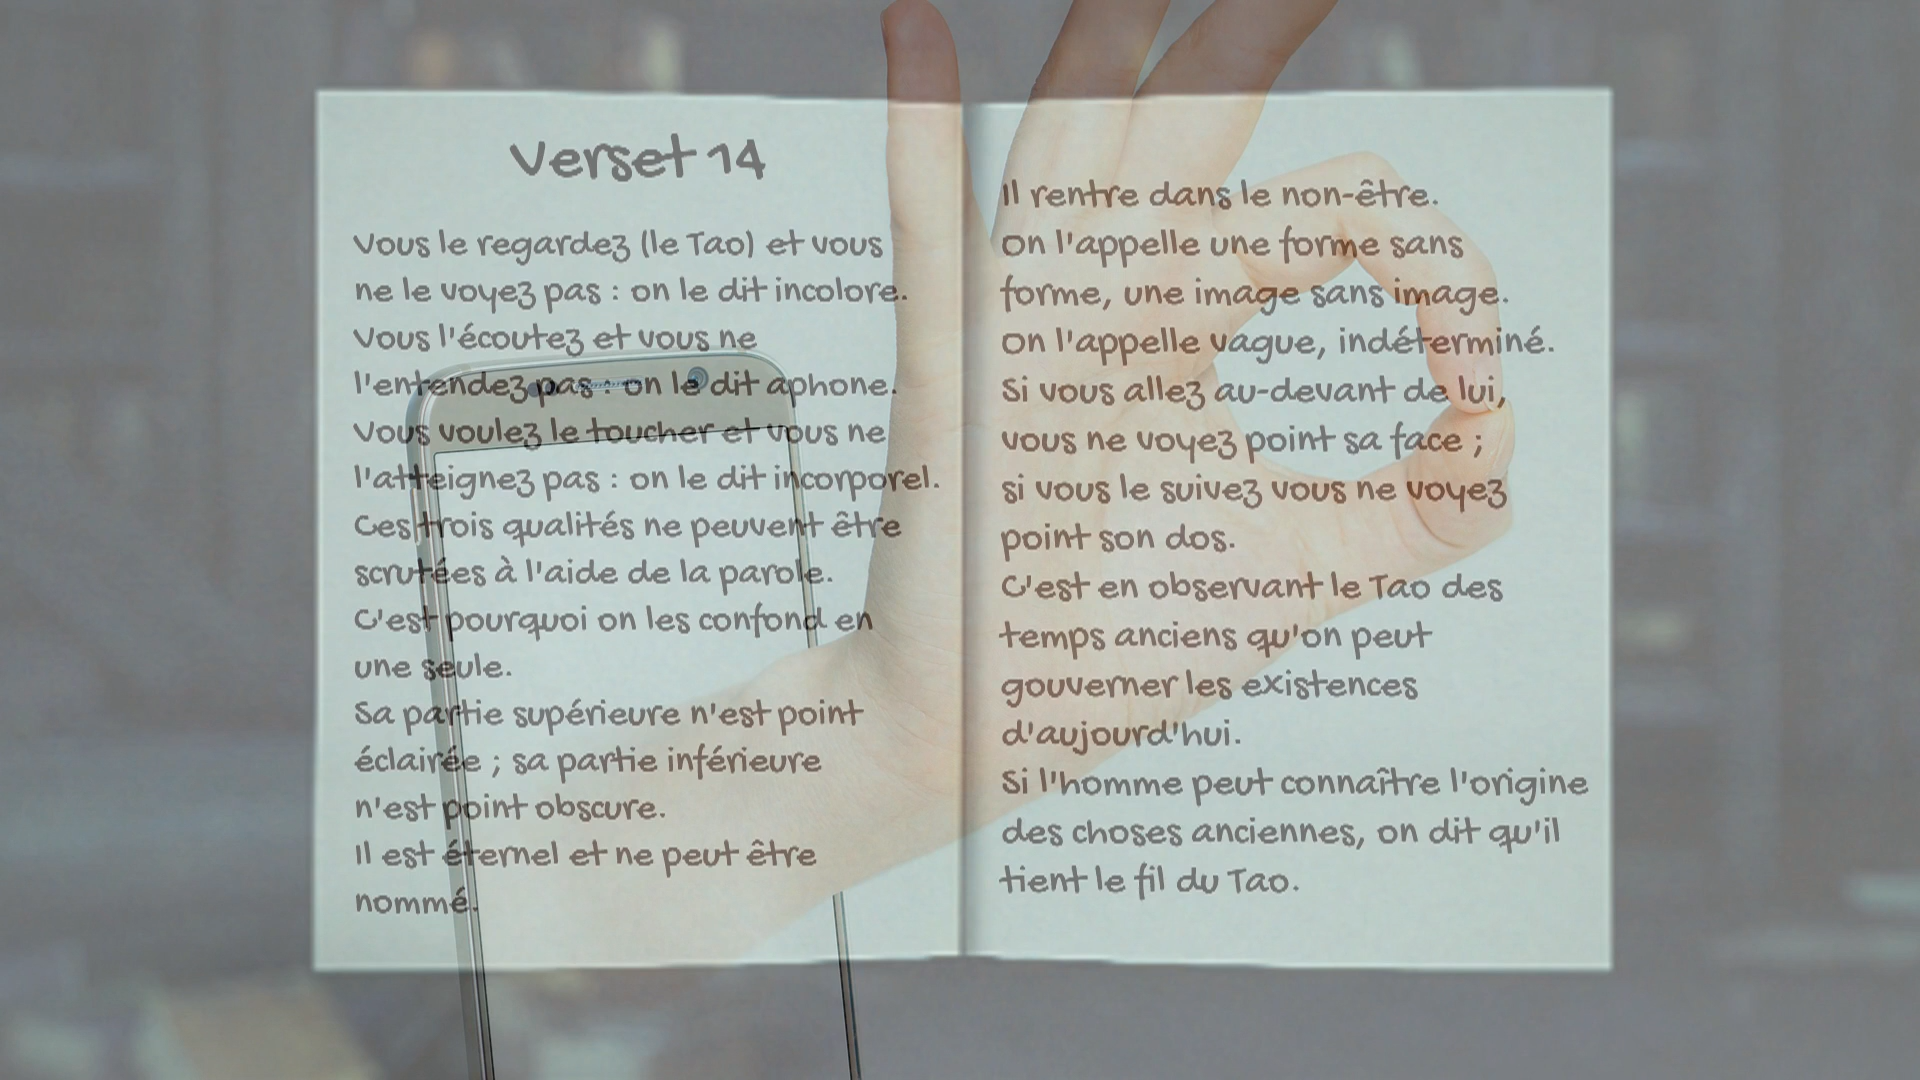 Verset 14
Vous le regardez (le Tao) et vous
ne le voyez pas : on le dit incolore.
Vous l'écoutez et vous ne
l'entendez pas : on le dit aphone.
Vous voulez le toucher et vous ne
l'atteignez pas : on le dit incorporel.
Ces trois qualités ne peuvent être
scrutées à l'aide de la parole.
C'est pourquoi on les confond en
une seule.
Sa partie supérieure n'est point
éclairée ; sa partie inférieure
n'est point obscure.
Il est éternel et ne peut être
nommé.
Il rentre dans le non-être.
On l'appelle une forme sans
forme, une image sans image.
On l'appelle vague, indéterminé.
Si vous allez au-devant de lui,
vous ne voyez point sa face ;
si vous le suivez vous ne voyez
point son dos.
C'est en observant le Tao des
temps anciens qu'on peut
gouverner les existences
d'aujourd'hui.
Si l'homme peut connaître l'origine
des choses anciennes, on dit qu'il
tient le fil du Tao.